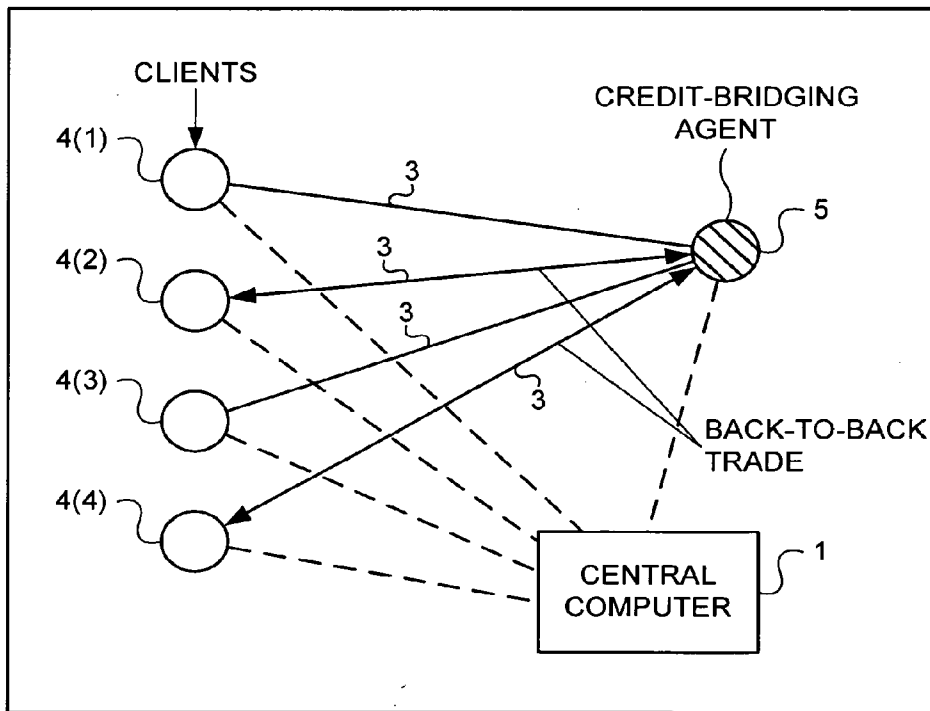 CLIENTS
CREDIT-BRIDGING
AGENT
4(1)
3
5
4(2)
3
3
4(3)
3
BACK-TO-BACK
TRADE
4(4)
1
CENTRAL
COMPUTER